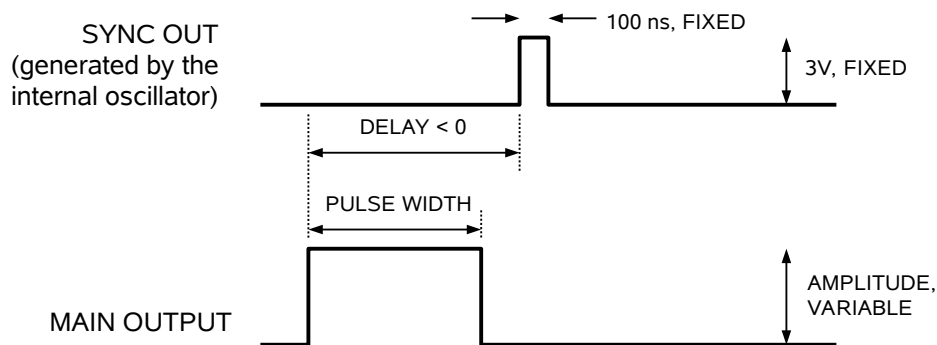 SYNC OUT
(generated by the
internal oscillator)
100 ns, FIXED
3V, FIXED
DELAY < 0
PULSE WIDTH
MAIN OUTPUT
AMPLITUDE,
VARIABLE